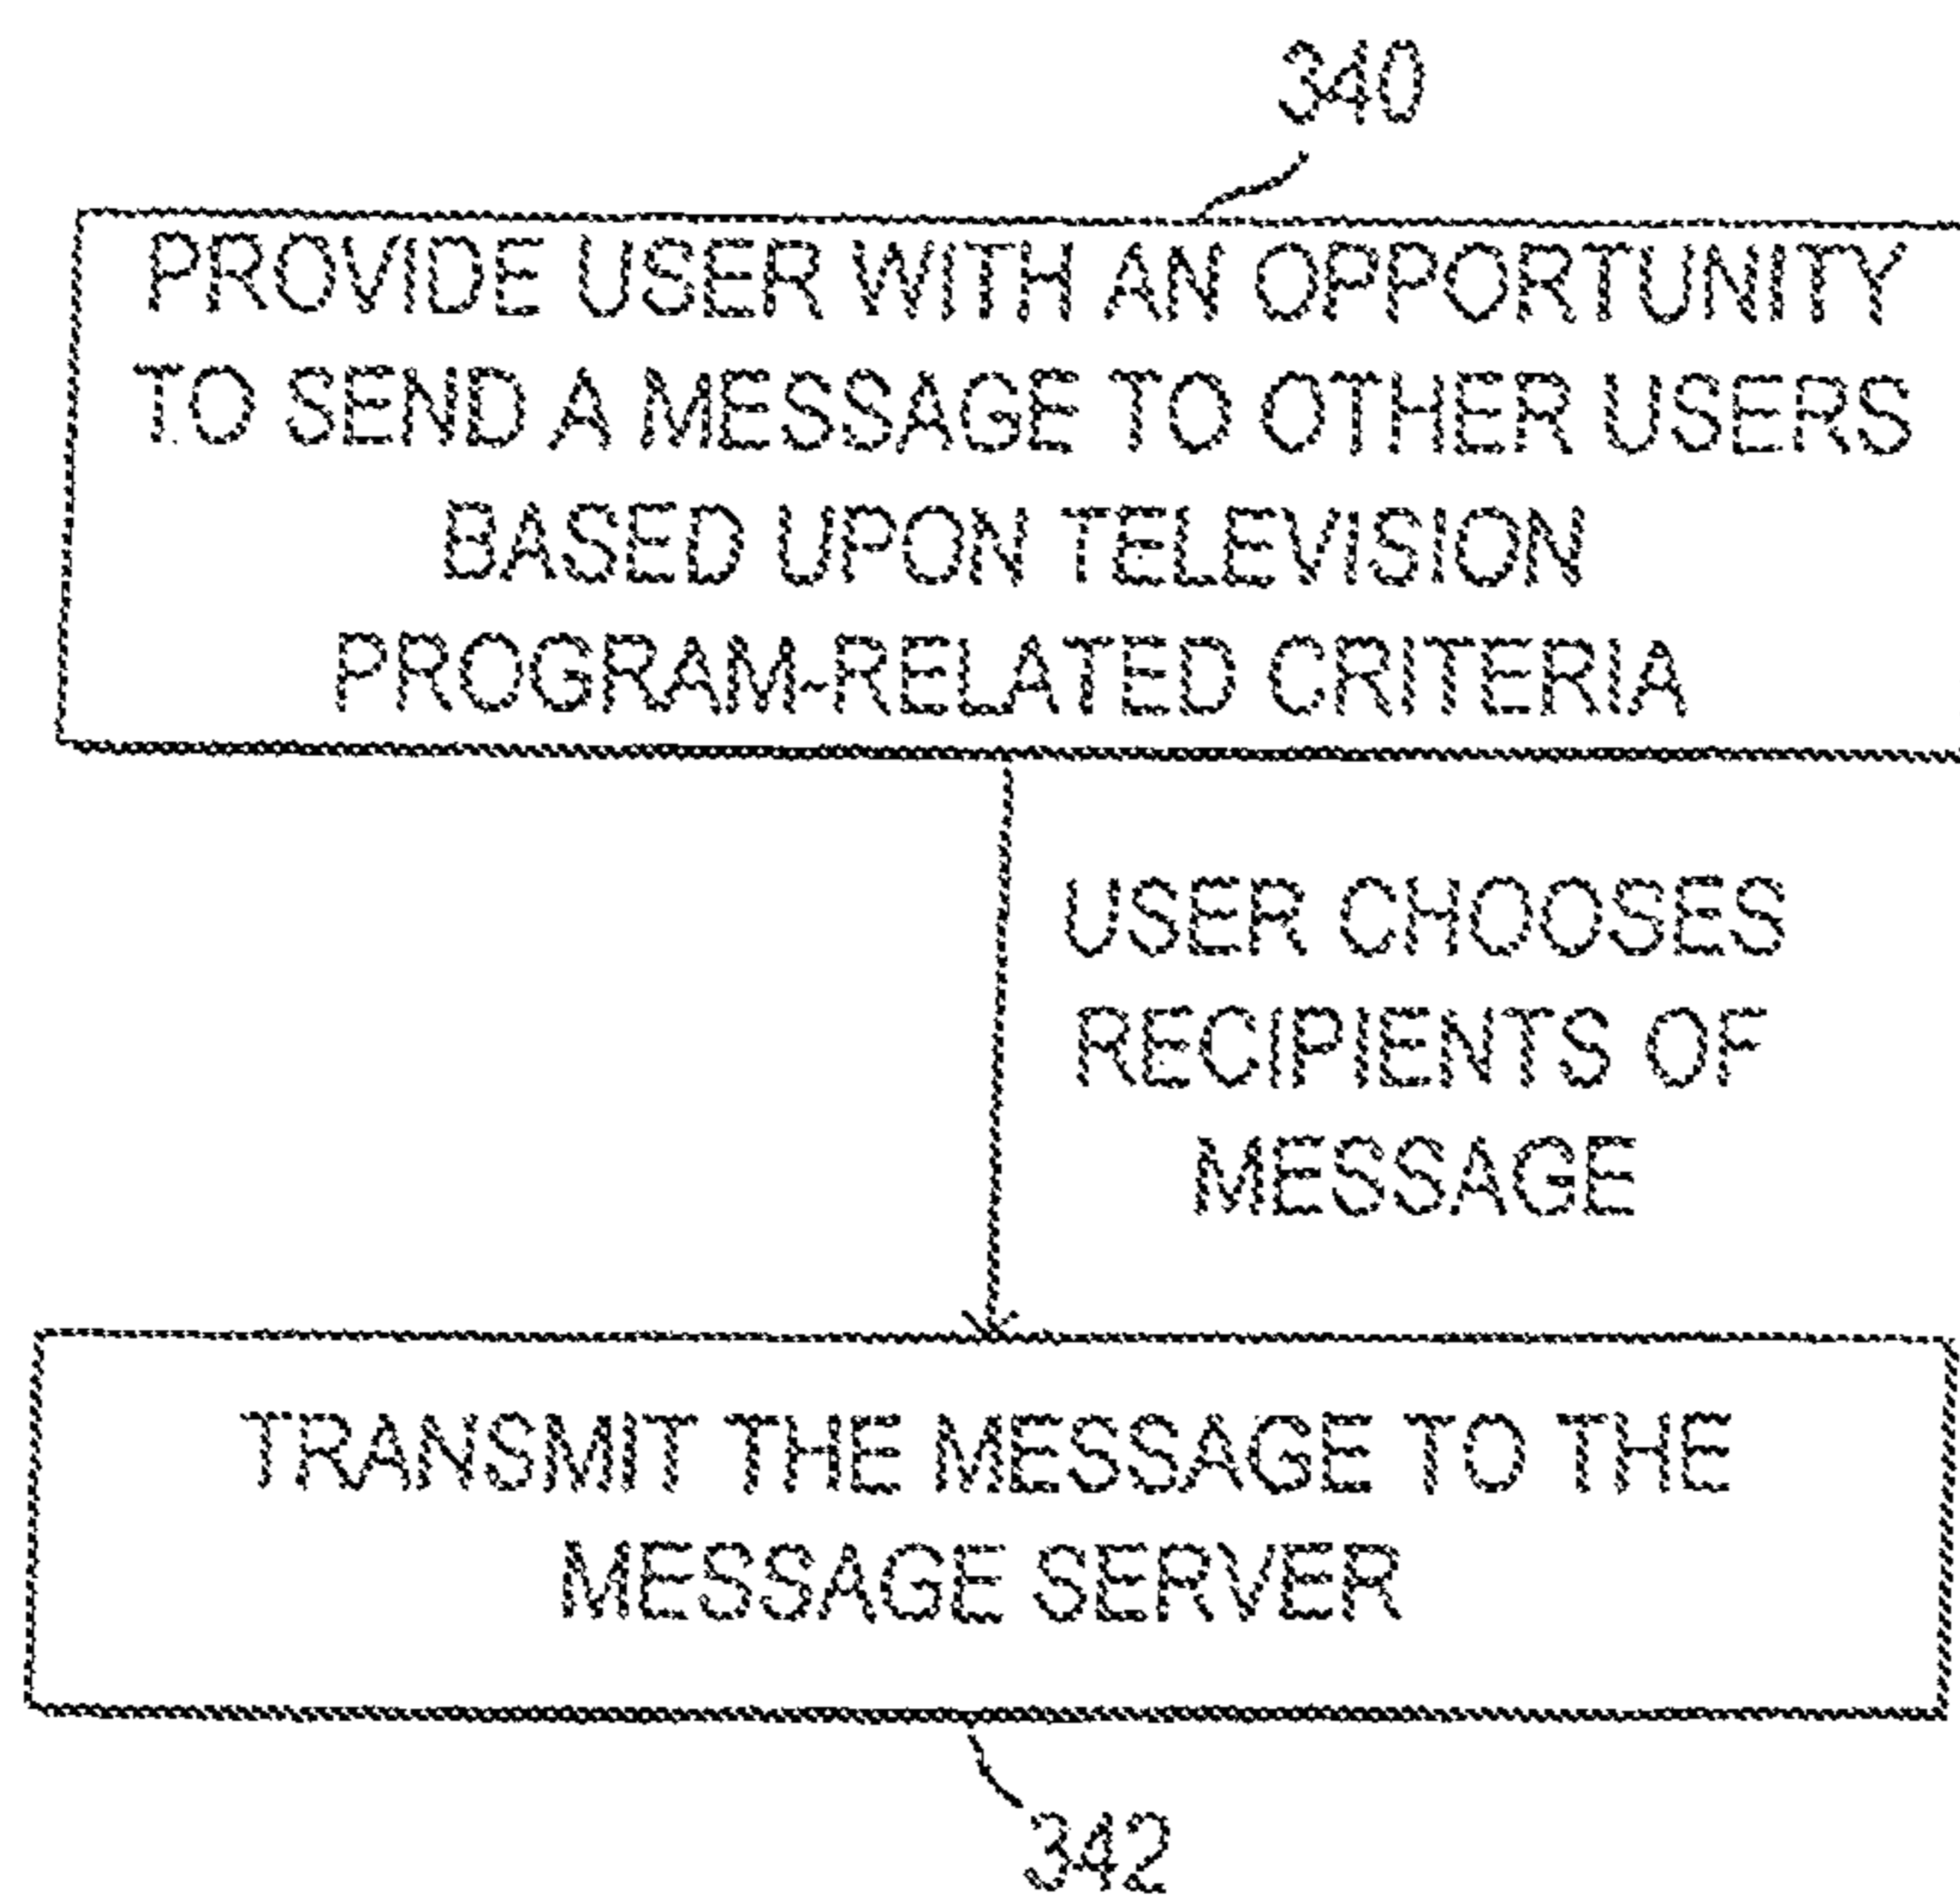 340
PROVIDE USER WITH AN OPPORTUNITY
TO SEND A MESSAGE TO OTHER USERS
BASED UPON TELEVISION
PROGRAM-RELATED CRITERIA
USER CHOOSES
RECIPIENTS OF
MESSAGE
TRANSMIT THE MESSAGE TO THE
MESSAGE SERVER
342